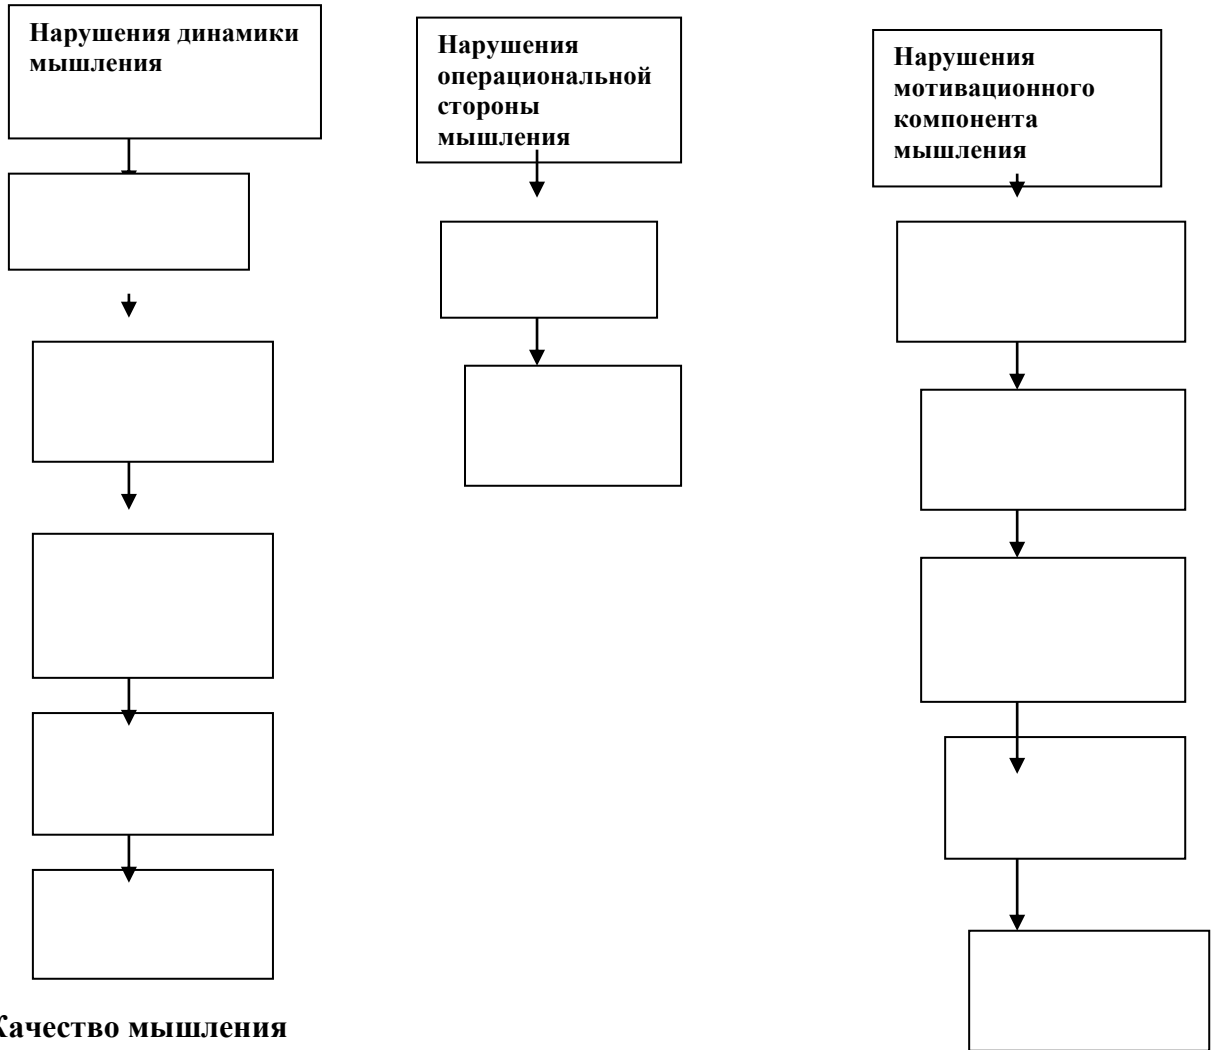 Нарушения динамики
мышления
Нарушения
операциональной
стороны
мышления
Нарушения
мотивационного
компонента
мышления
Качество мышления